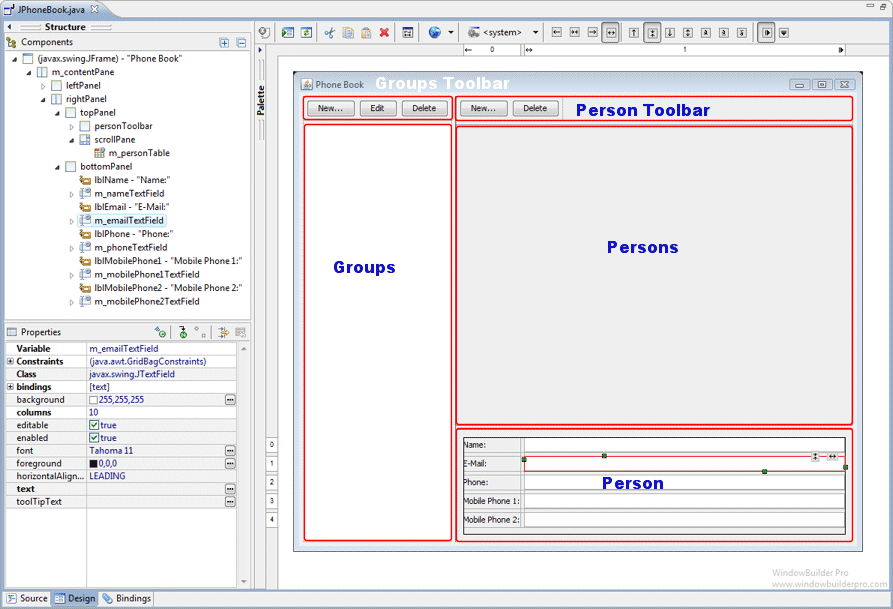 JPhoneBook.java
Structure
Components
(javax.swing.JFrame) - "Phone Book"
m_contentPane
leftPanel
rightPanel
topPanel
personToolbar
scrollPane
m_personTable
bottomPanel
lblName - "Name:"
m_nameTextField
lblEmail - "E-Mail:"
m_emailTextField
lblPhone - "Phone:"
m_phoneTextField
lblMobilePhone1 - "Mobile Phone 1:"
m_mobilePhone1TextField
lblMobilePhone2 - "Mobile Phone 2:"
m_mobilePhone2TextField
Properties
Variable m_emailTextField
Constraints (java.awt.GridBagConstraints)
Class javax.swing.JTextField
bindings [text]
background 255,255,255
columns 10
editable true
enabled true
font Tahoma 11
foreground 0,0,0
horizontalAlign... LEADING
text
toolTipText
Source Design Bindings
Palette
<system>
0 1
Phone Book Groups Toolbar
New... Edit Delete New... Delete Person Toolbar
Groups
Persons
0 Name:
1 E-Mail:
2 Phone:
Person
3 Mobile Phone 1:
4 Mobile Phone 2:
WindowBuilder Pro
www.windowbuilderpro.com